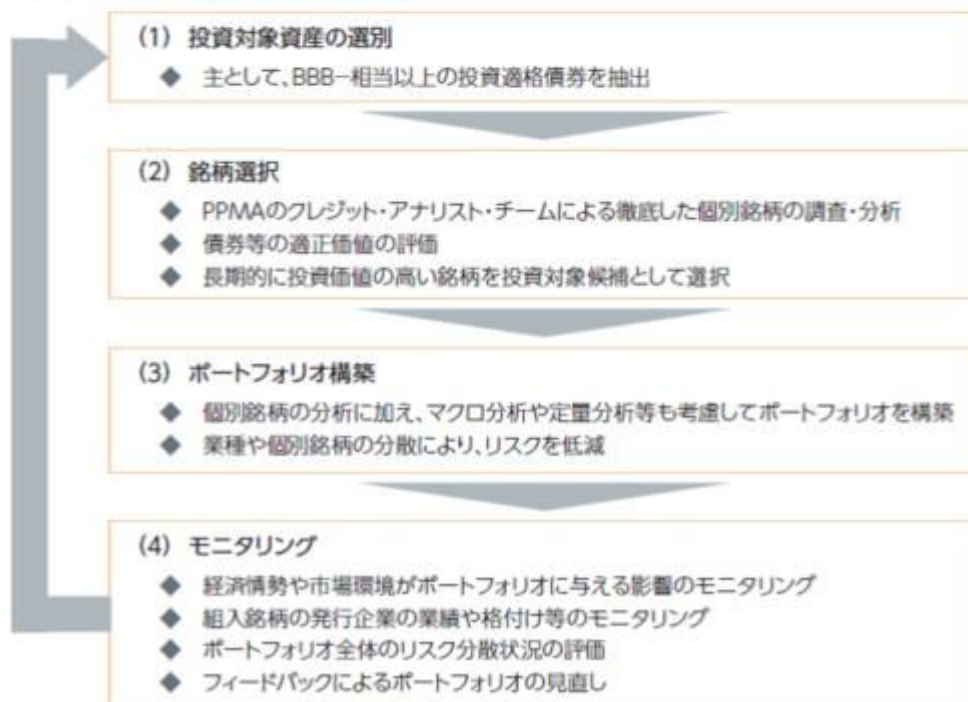 (1) 投資対象資産の選別
◆ 主として、BBB−相当以上の投資適格債券を抽出
(2) 銘柄選択
◆ PPMAのクレジット・アナリスト・チームによる徹底した個別銘柄の調査・分析
◆ 債券等の適正価値の評価
◆ 長期的に投資価値の高い銘柄を投資対象候補として選択
(3) ポートフォリオ構築
◆ 個別銘柄の分析に加え、マクロ分析や定量分析等も考慮してポートフォリオを構築
◆ 業種や個別銘柄の分散により、リスクを低減
(4) モニタリング
◆ 経済情勢や市場環境がポートフォリオに与える影響のモニタリング
◆ 組入銘柄の発行企業の業績や格付け等のモニタリング
◆ ポートフォリオ全体のリスク分散状況の評価
◆ フィードバックによるポートフォリオの見直し